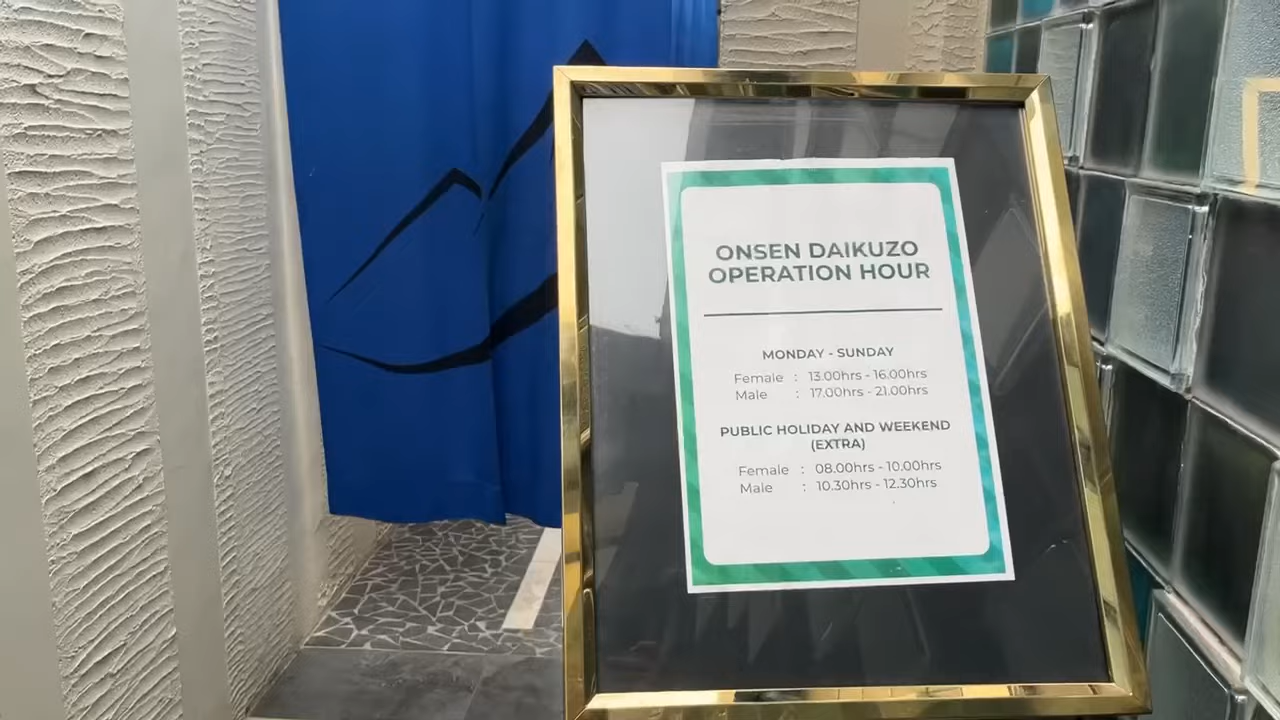 ONSEN DAIKUZO
OPERATION HOUR
MONDAY - SUNDAY
Female : 13.00hrs - 16.00hrs
Male : 17.00hrs - 21.00hrs
PUBLIC HOLIDAY AND WEEKEND
(EXTRA)
Female : 08.00hrs - 10.00hrs
Male : 10.30hrs - 12.30hrs